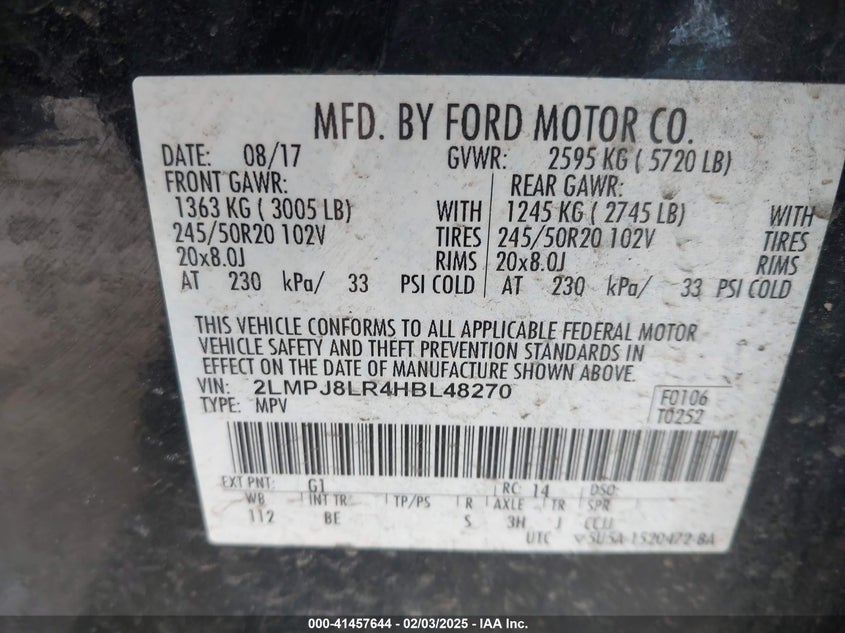 MFD. BY FORD MOTOR CO.
DATE: 08/17 GVWR: 2595 KG ( 5720 LB)
FRONT GAWR: REAR GAWR:
1363 KG ( 3005 LB) WITH 1245 KG ( 2745 LB) WITH
245/50R20 102V TIRES 245/50R20 102V TIRES
20x8.0J RIMS 20x8.0J RIMS
AT 230 kPa/ 33 PSI COLD AT 230 kPa/ 33 PSI COLD
THIS VEHICLE CONFORMS TO ALL APPLICABLE FEDERAL MOTOR
VEHICLE SAFETY AND THEFT PREVENTION STANDARDS IN
EFFECT ON THE DATE OF MANUFACTURE SHOWN ABOVE.
VIN: 2LMPJ8LR4HBL48270 F0106
TYPE: MPV T0252
EXT PNT: G1 RC: 14 DSO:
WB INT TR TP/PS R AXLE TR SPR
112 BE S 3H J
UTC 5U5A-1520472-BA
000-41457644 / 02/03/2025 - IAA Inc.